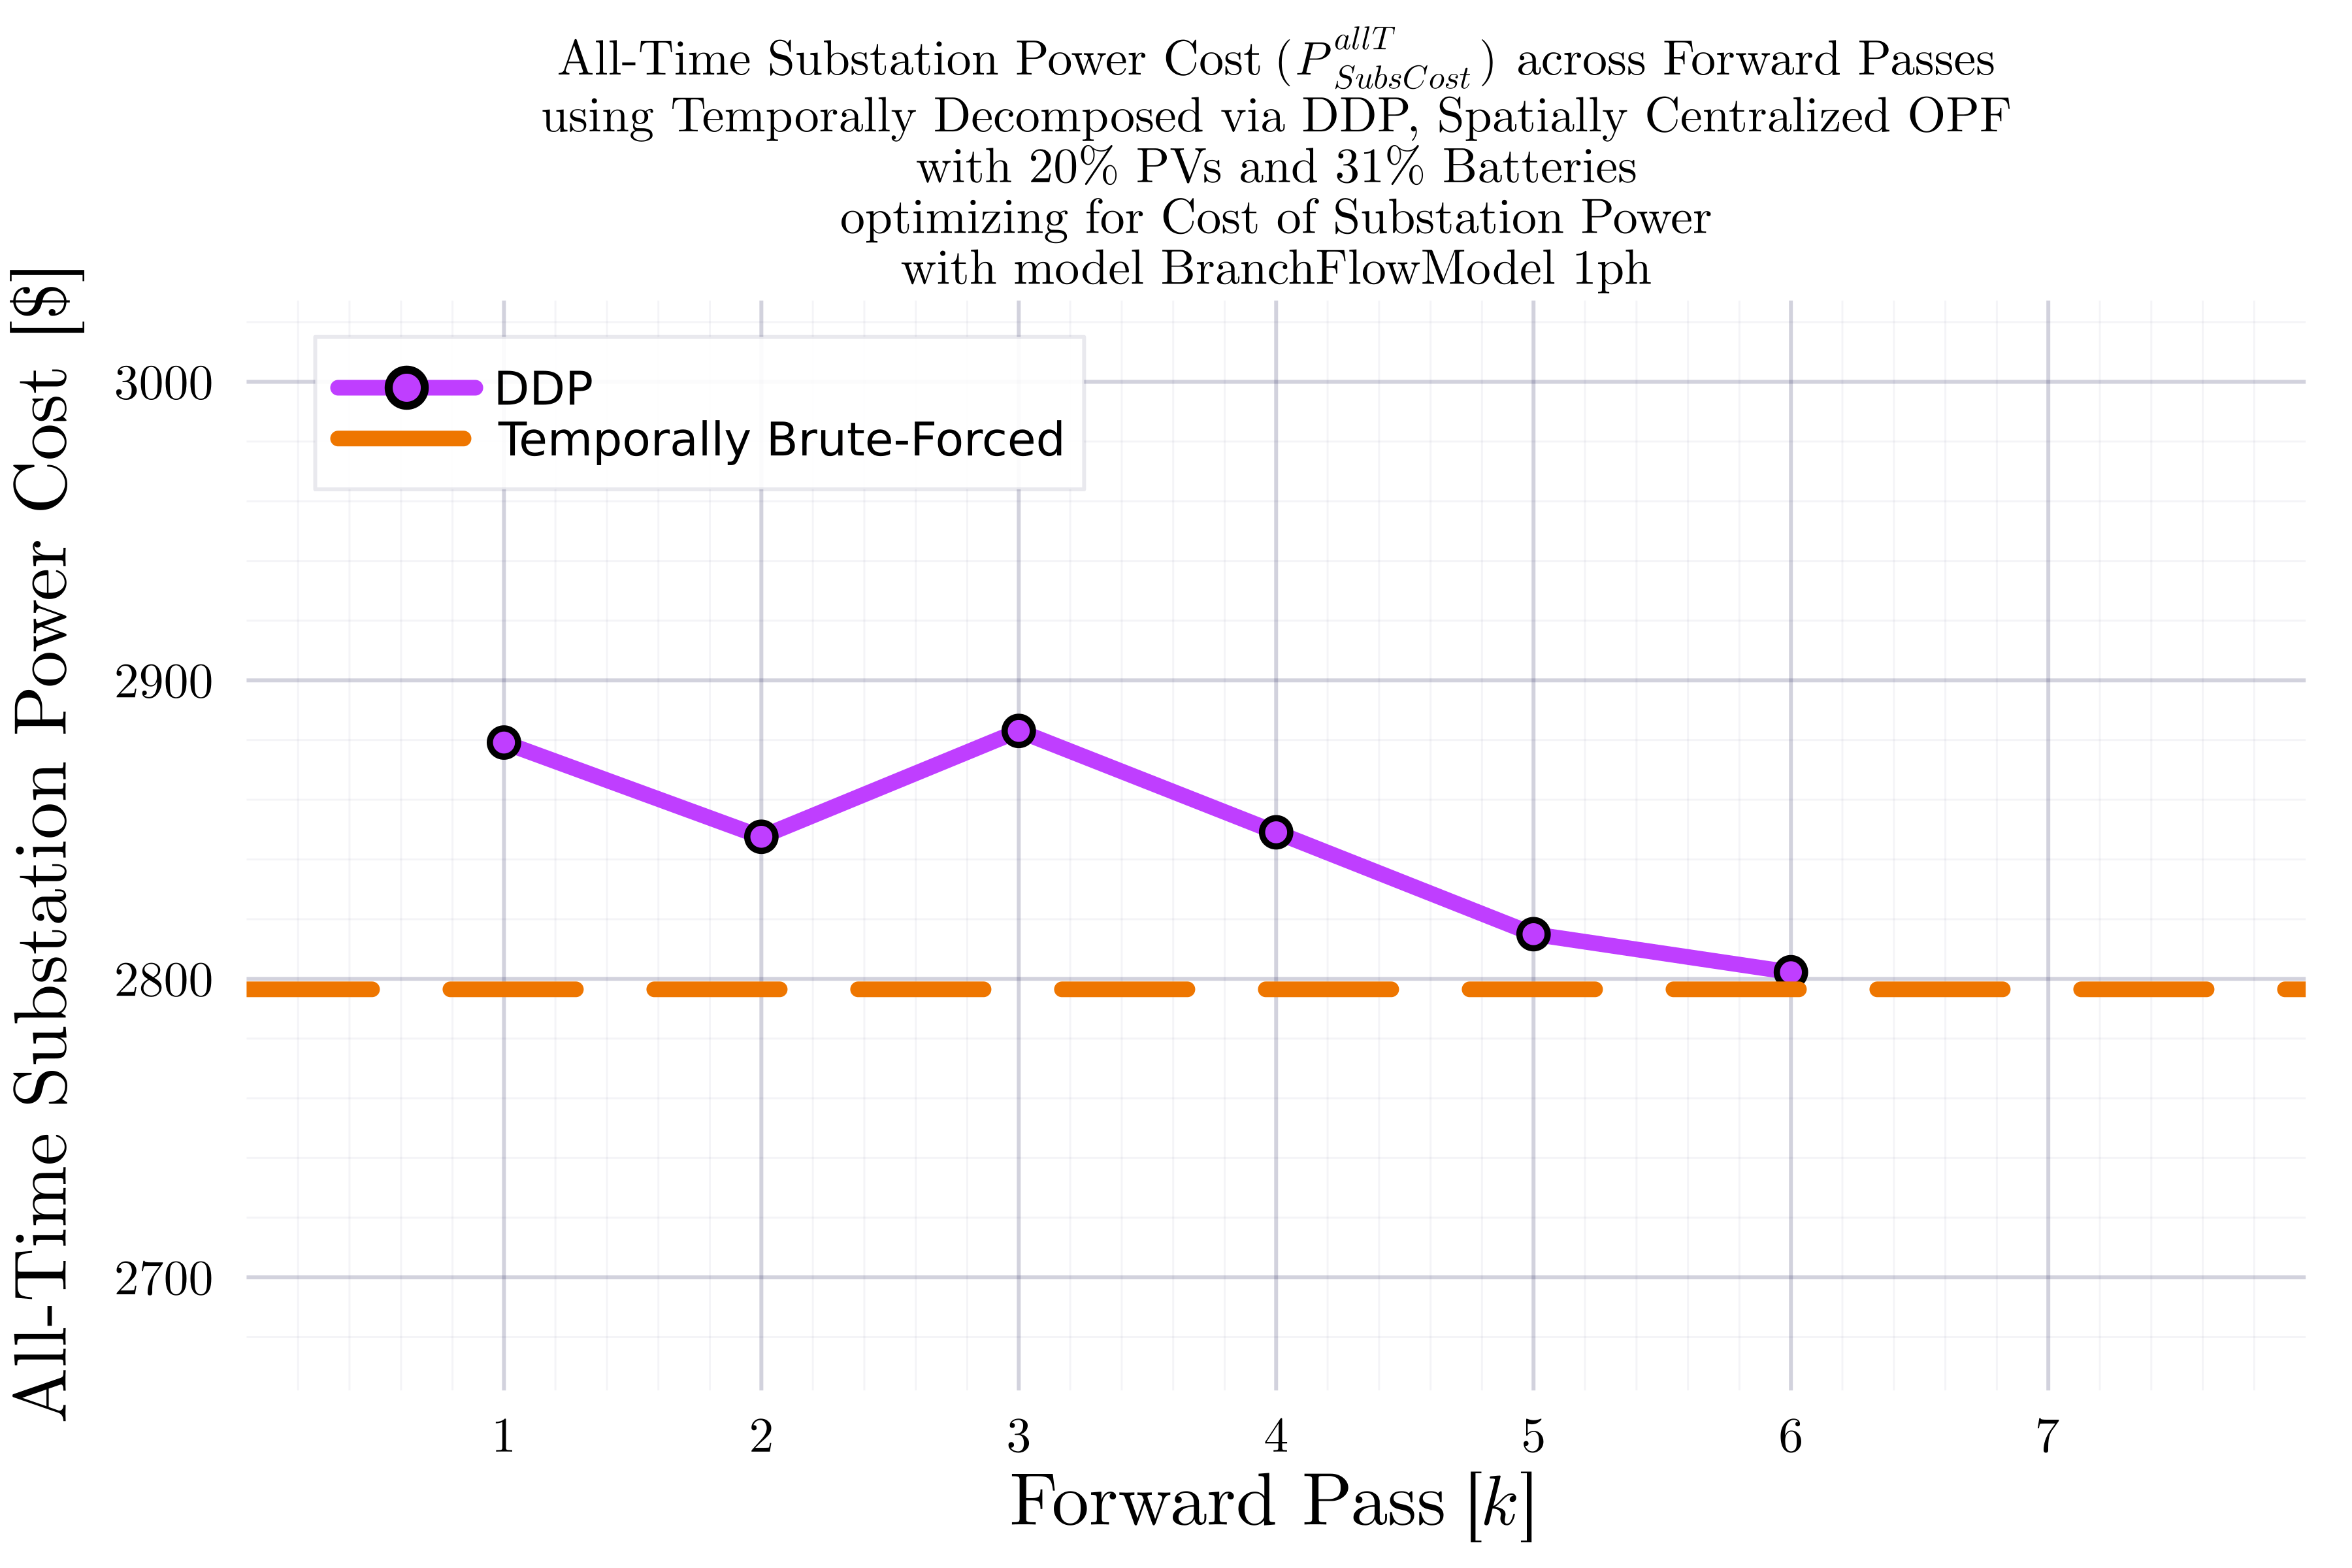 All-Time Substation Power Cost ($P^{allT}_{SubsCost}$) across Forward Passes
using Temporally Decomposed via DDP, Spatially Centralized OPF
with 20% PVs and 31% Batteries
optimizing for Cost of Substation Power
with model BranchFlowModel 1ph
All-Time Substation Power Cost [$]
DDP
Temporally Brute-Forced
3000
2900
2800
2700
1 2 3 4 5 6 7
Forward Pass [k]